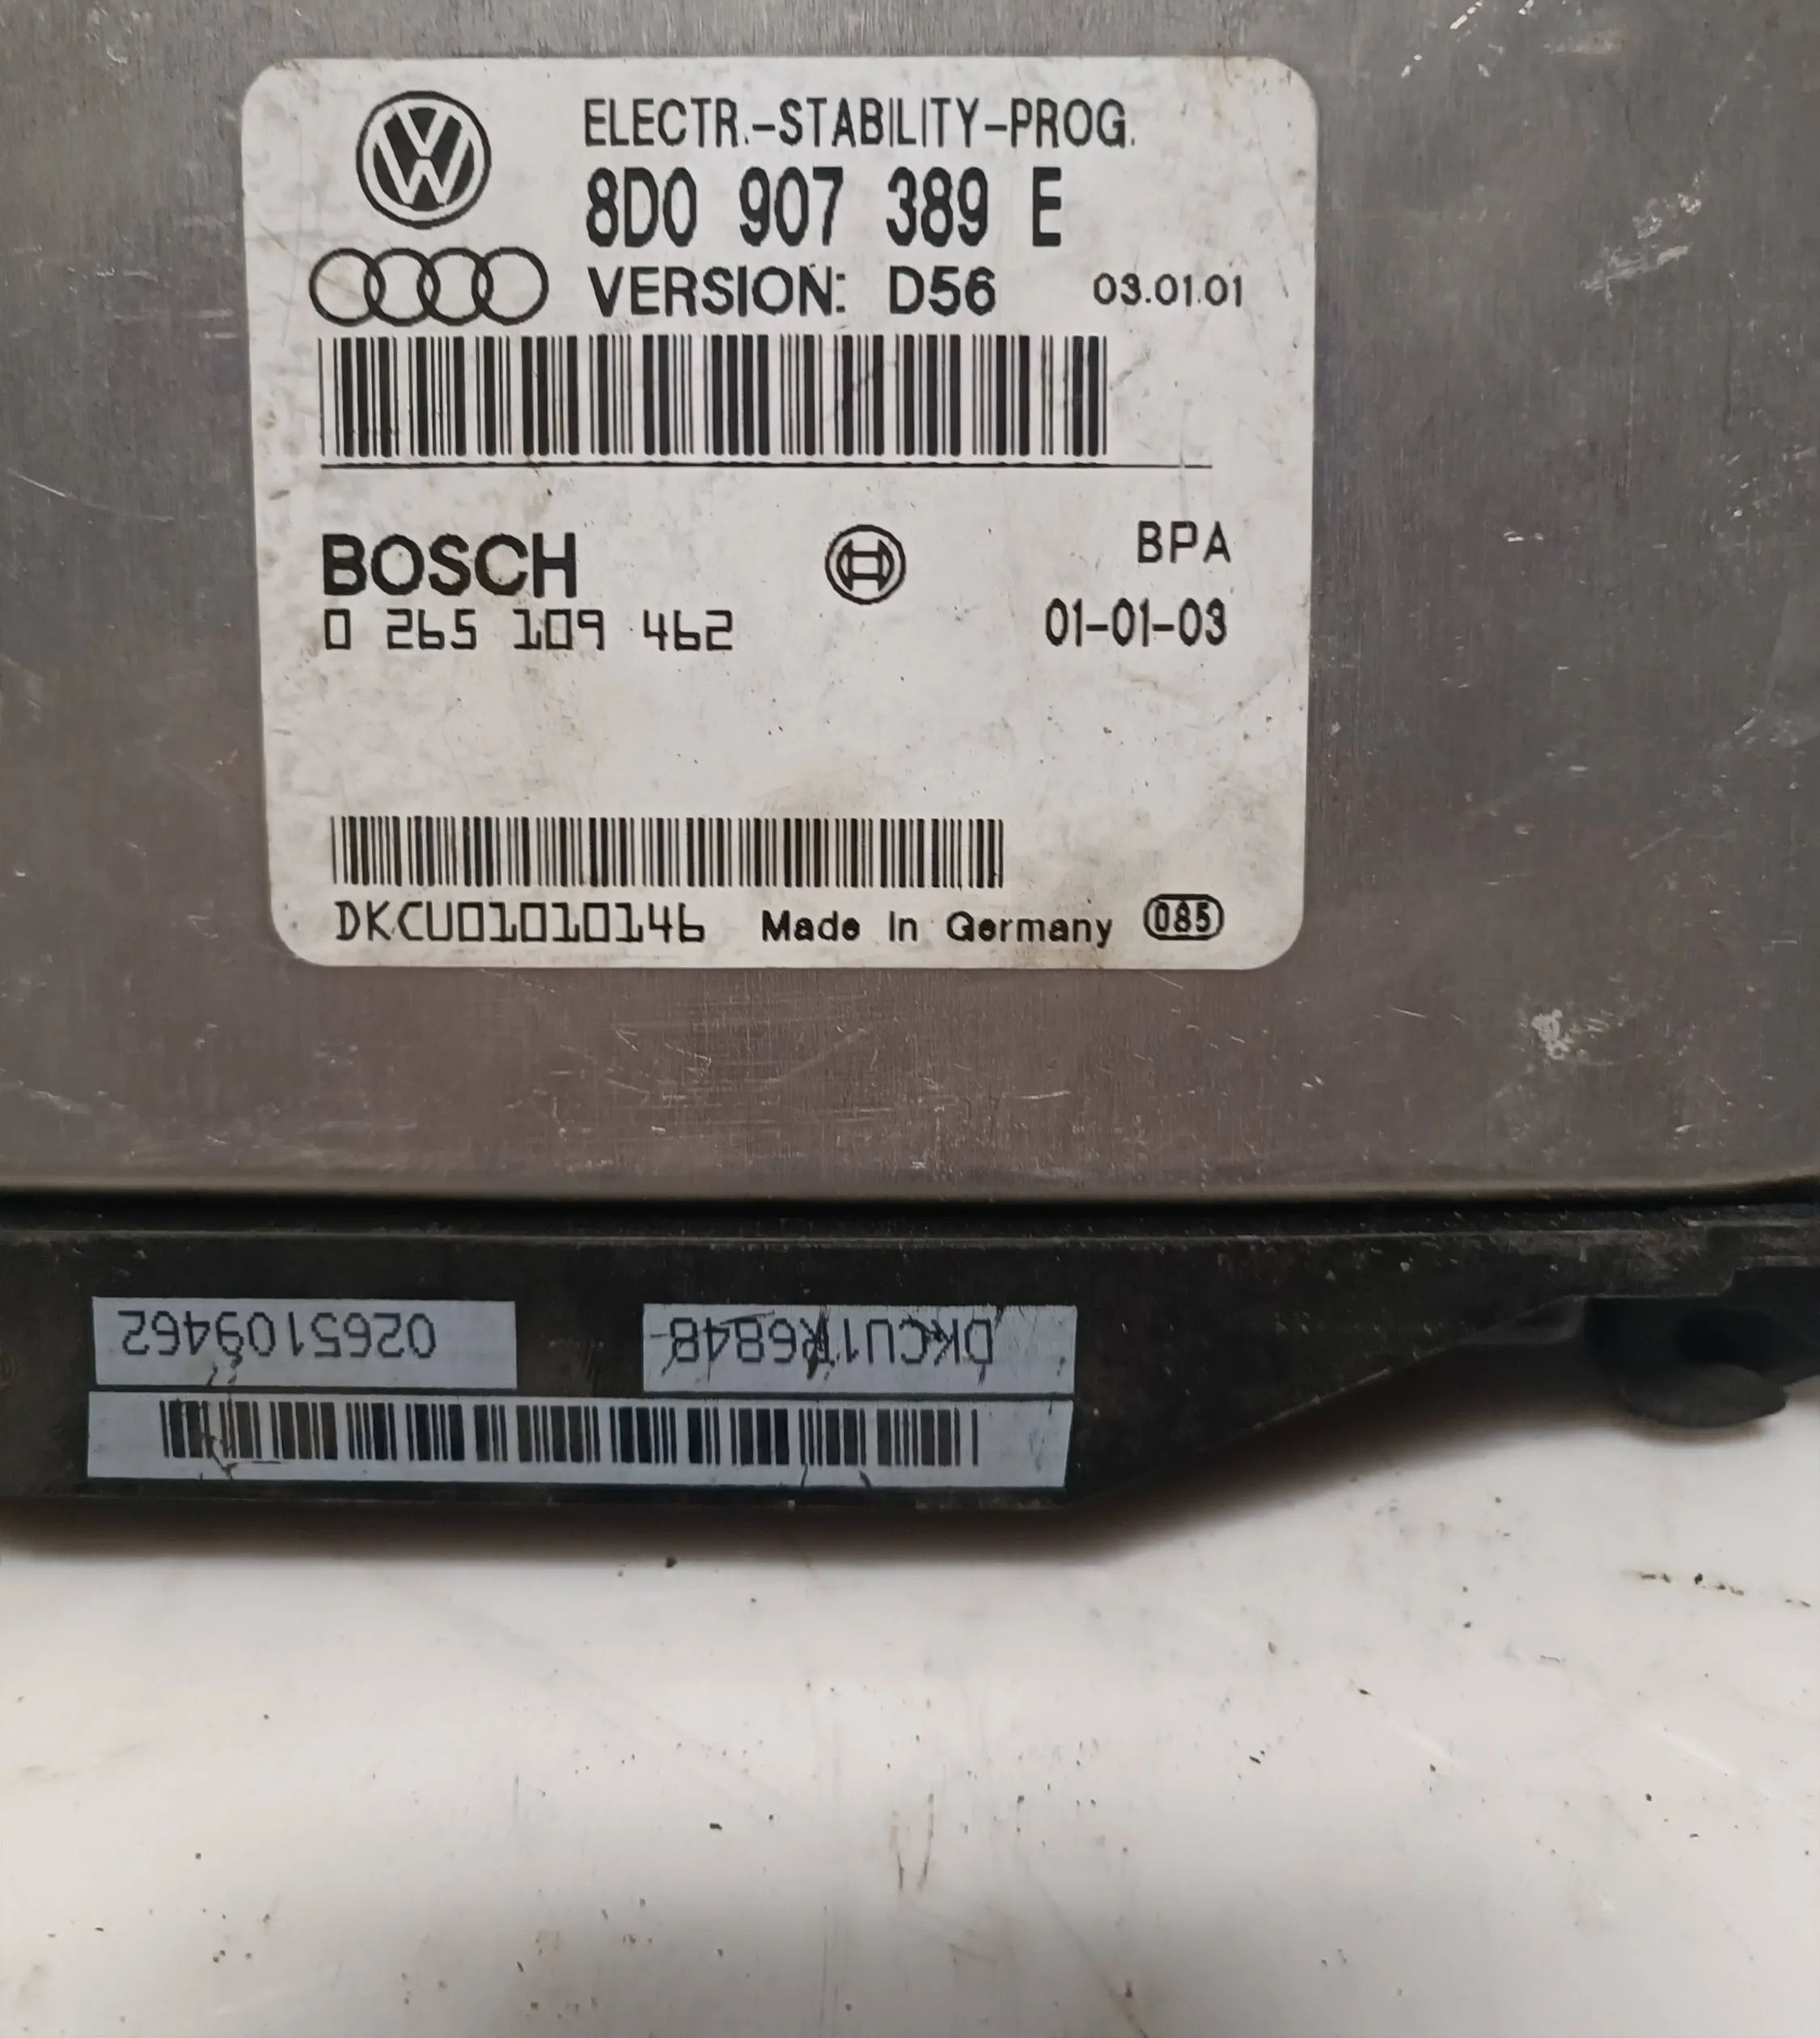 ELECTR.-STABILITY-PROG.
8D0 907 389 E
VERSION: D56 03.01.01
BOSCH BPA
0 265 109 462 01-01-03
DKCU01010146 Made in Germany 085
0265109462
DKCU1R6848